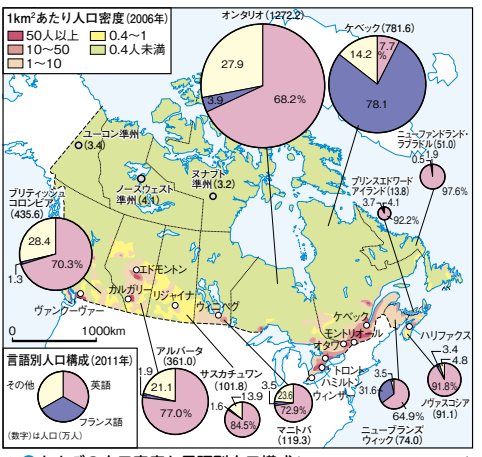 1km²あたり人口密度(2006年)
50人以上
0.4〜1
10〜50
0.4人未満
1〜10
オンタリオ(1272.2)
27.9
3.9
68.2%
ケベック(781.6)
14.2
7.7%
78.1
ニューファンドランド・
ラブラドル(51.0)
0.5
1.9
97.6%
プリンスエドワード
アイランド(13.8)
3.7
4.1
92.2%
ユーコン準州
(3.4)
ノースウェスト
準州(4.1)
ヌナブト
準州(3.2)
ブリティッシュ
コロンビア
(435.6)
28.4
1.3
70.3%
エドモントン
カルガリー
リジャイナ
ウィニペグ
ヴァンクーヴァー
0
1000km
ケベック
モントリオール
オタワ
トロント
ハミルトン
ウィンザー
ハリファクス
言語別人口構成(2011年)
その他
英語
フランス語
(数字)は人口(万人)
アルバータ
(361.0)
1.9
21.1
77.0%
サスカチュワン
(101.8)
1.6
13.9
84.5%
3.5
23.6
72.9%
マニトバ
(119.3)
3.5
31.6
64.9%
ニューブランズ
ウィック(74.0)
3.4
4.8
91.8%
ノヴァスコシア
(91.1)